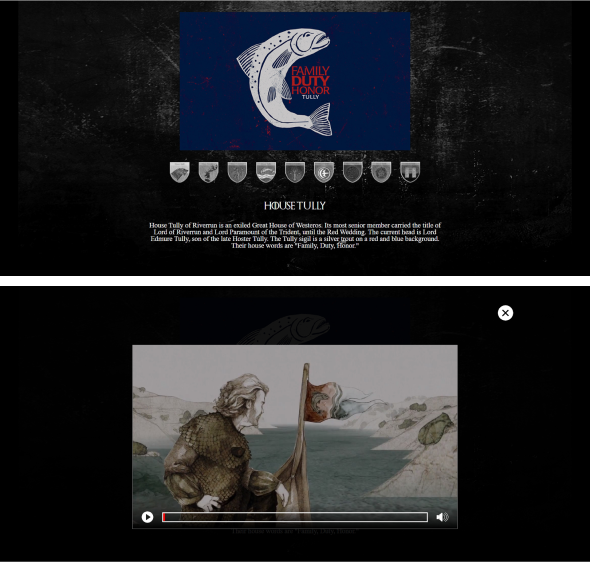 FAMILY
DUTY
HONOR
TULLY
HOUSE TULLY
House Tully of Riverrun is an exiled Great House of Westeros. Its most senior member carried the title of
Lord of Riverrun and Lord Paramount of the Trident, until the Red Wedding. The current head is Lord
Edmure Tully, son of the late Hoster Tully. The Tully sigil is a silver trout on a red and blue background.
Their house words are "Family, Duty, Honor."
Their house words are "Family, Duty, Honor."